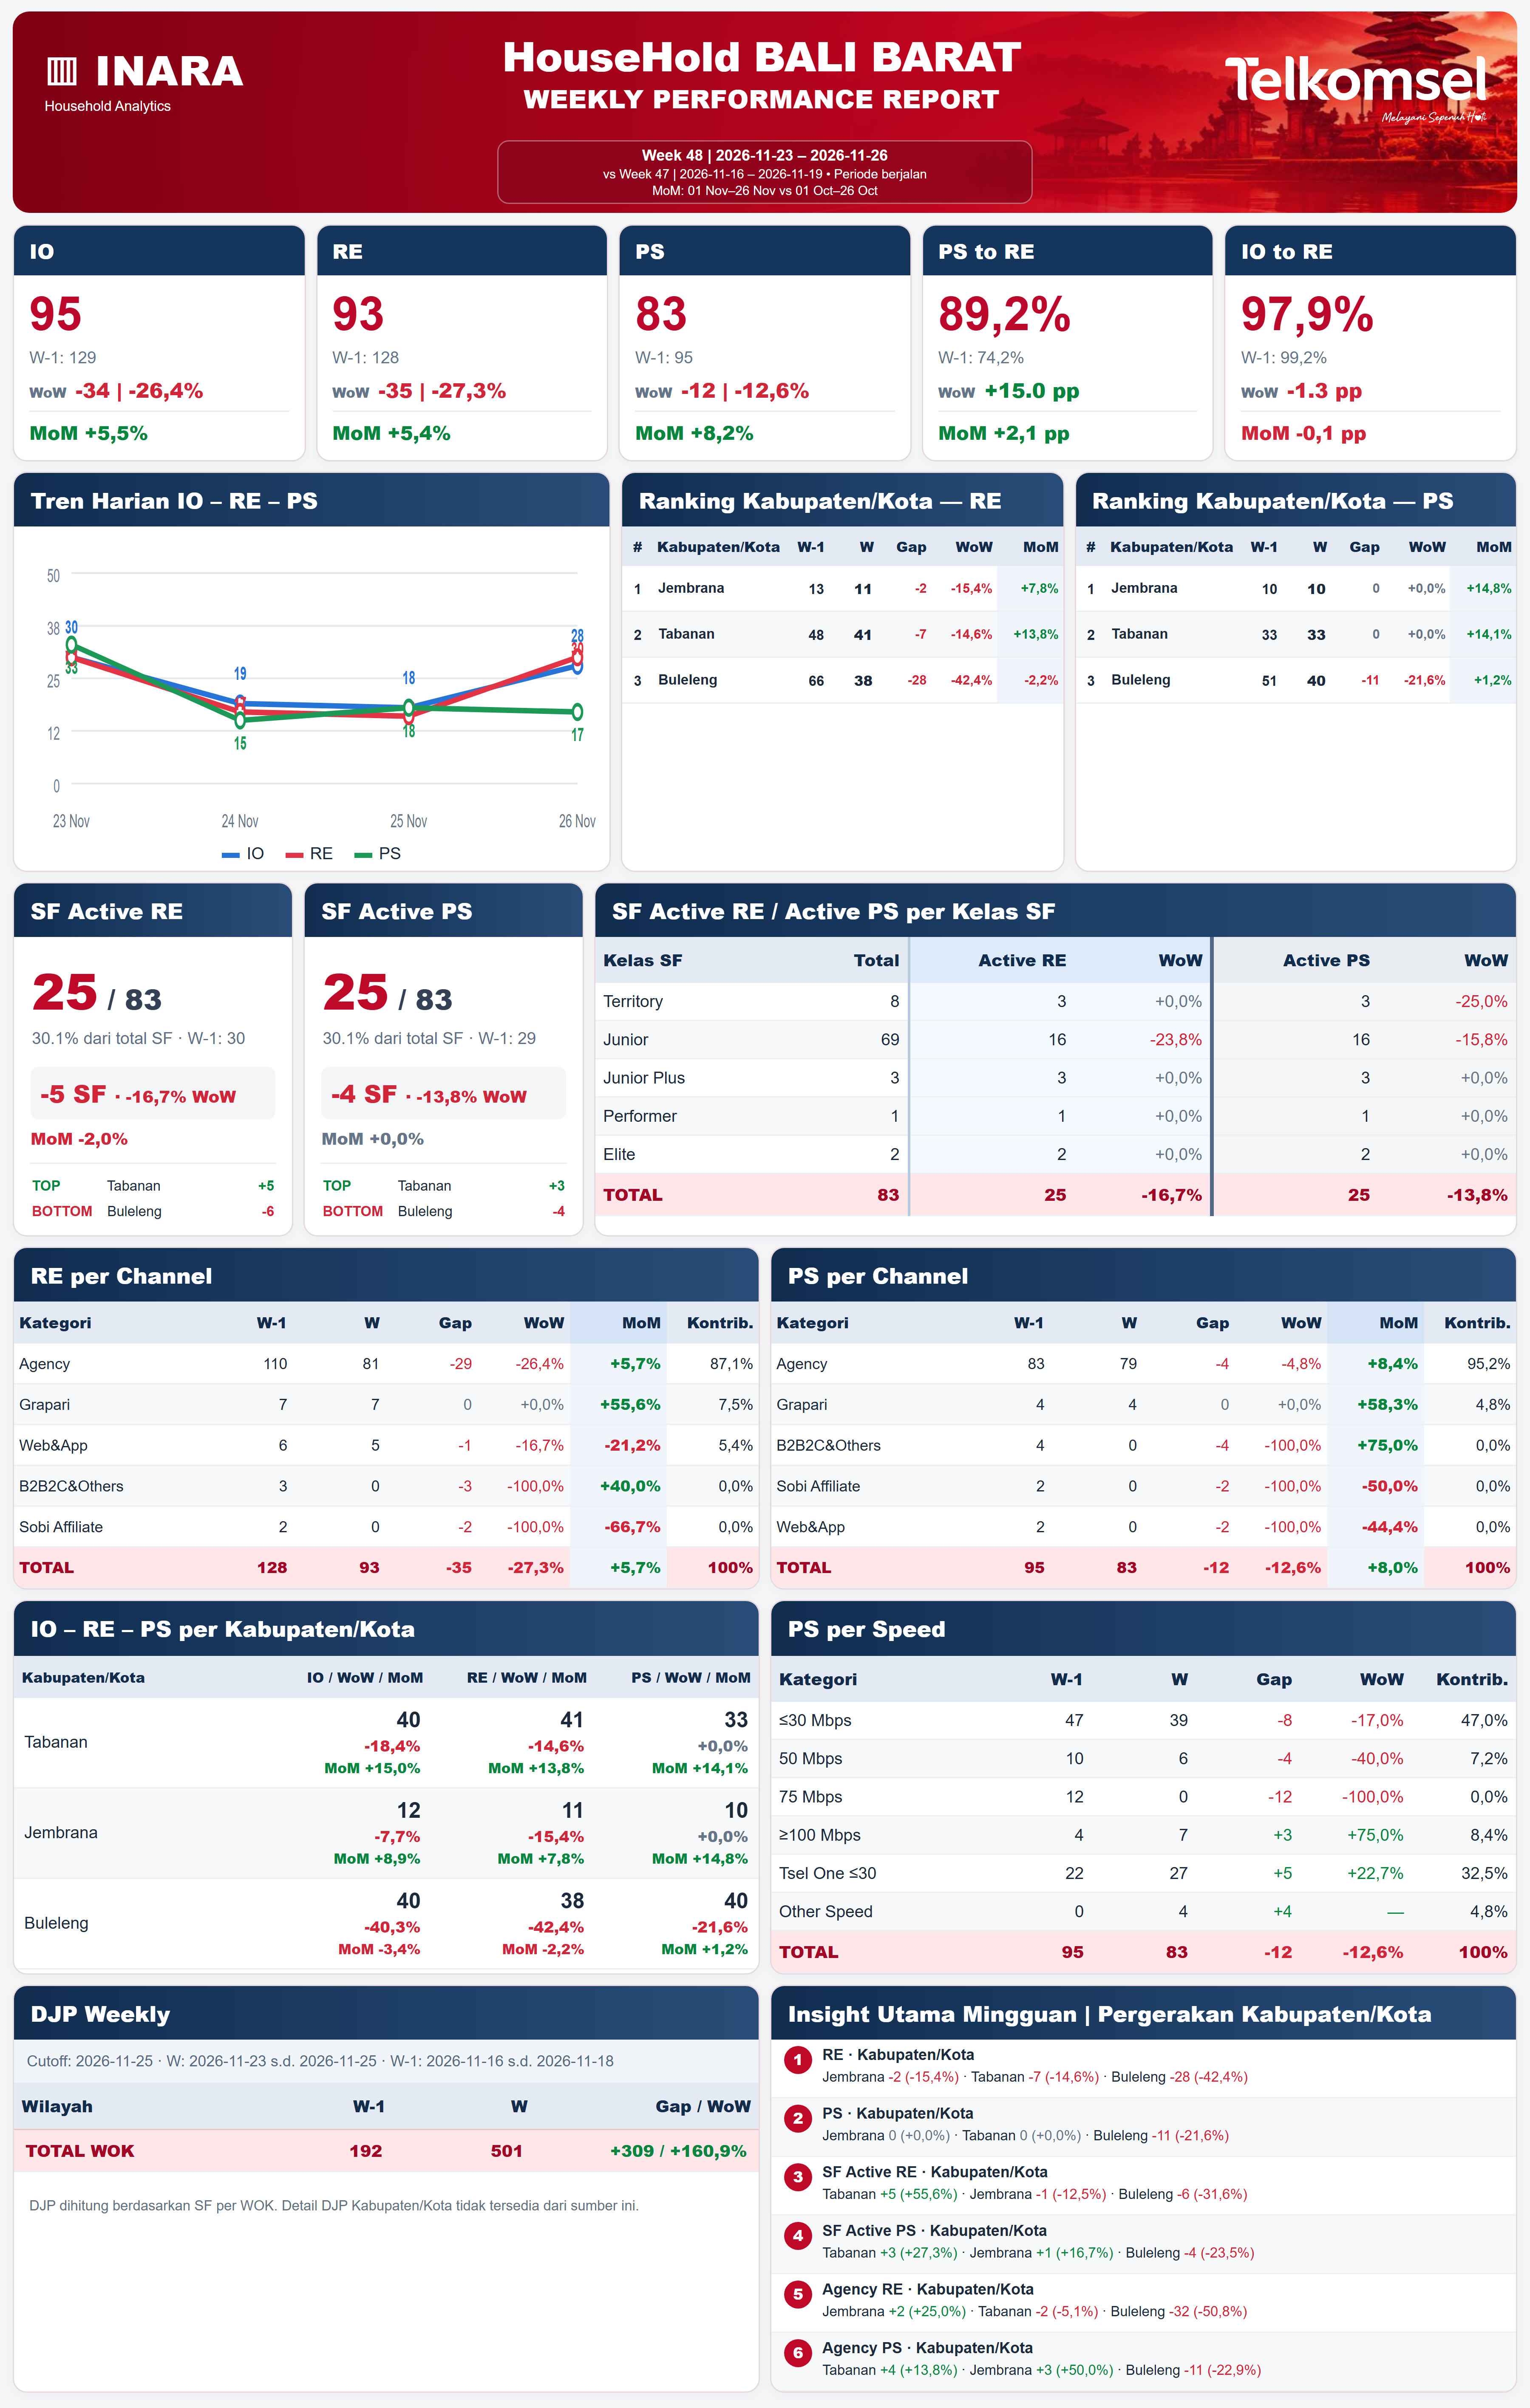 INARA
Household Analytics
HouseHold BALI BARAT
WEEKLY PERFORMANCE REPORT
Week 48 | 2026-11-23 – 2026-11-26
vs Week 47 | 2026-11-16 – 2026-11-19 • Periode berjalan
MoM: 01 Nov–26 Nov vs 01 Oct–26 Oct
Telkomsel
Melayani Sepenuh Hati
IO
95
W-1: 129
WoW -34 | -26,4%
MoM +5,5%
RE
93
W-1: 128
WoW -35 | -27,3%
MoM +5,4%
PS
83
W-1: 95
WoW -12 | -12,6%
MoM +8,2%
PS to RE
89,2%
W-1: 74,2%
WoW +15.0 pp
MoM +2,1 pp
IO to RE
97,9%
W-1: 99,2%
WoW -1.3 pp
MoM -0,1 pp
Tren Harian IO – RE – PS
50
38
25
12
0
30
33
19
15
18
18
28
30
17
23 Nov 24 Nov 25 Nov 26 Nov
IO RE PS
Ranking Kabupaten/Kota — RE
# Kabupaten/Kota W-1 W Gap WoW MoM
1 Jembrana 13 11 -2 -15,4% +7,8%
2 Tabanan 48 41 -7 -14,6% +13,8%
3 Buleleng 66 38 -28 -42,4% -2,2%
Ranking Kabupaten/Kota — PS
# Kabupaten/Kota W-1 W Gap WoW MoM
1 Jembrana 10 10 0 +0,0% +14,8%
2 Tabanan 33 33 0 +0,0% +14,1%
3 Buleleng 51 40 -11 -21,6% +1,2%
SF Active RE
25 / 83
30.1% dari total SF · W-1: 30
-5 SF · -16,7% WoW
MoM -2,0%
TOP Tabanan +5
BOTTOM Buleleng -6
SF Active PS
25 / 83
30.1% dari total SF · W-1: 29
-4 SF · -13,8% WoW
MoM +0,0%
TOP Tabanan +3
BOTTOM Buleleng -4
SF Active RE / Active PS per Kelas SF
Kelas SF Total Active RE WoW Active PS WoW
Territory 8 3 +0,0% 3 -25,0%
Junior 69 16 -23,8% 16 -15,8%
Junior Plus 3 3 +0,0% 3 +0,0%
Performer 1 1 +0,0% 1 +0,0%
Elite 2 2 +0,0% 2 +0,0%
TOTAL 83 25 -16,7% 25 -13,8%
RE per Channel
Kategori W-1 W Gap WoW MoM Kontrib.
Agency 110 81 -29 -26,4% +5,7% 87,1%
Grapari 7 7 0 +0,0% +55,6% 7,5%
Web&App 6 5 -1 -16,7% -21,2% 5,4%
B2B2C&Others 3 0 -3 -100,0% +40,0% 0,0%
Sobi Affiliate 2 0 -2 -100,0% -66,7% 0,0%
TOTAL 128 93 -35 -27,3% +5,7% 100%
PS per Channel
Kategori W-1 W Gap WoW MoM Kontrib.
Agency 83 79 -4 -4,8% +8,4% 95,2%
Grapari 4 4 0 +0,0% +58,3% 4,8%
B2B2C&Others 4 0 -4 -100,0% +75,0% 0,0%
Sobi Affiliate 2 0 -2 -100,0% -50,0% 0,0%
Web&App 2 0 -2 -100,0% -44,4% 0,0%
TOTAL 95 83 -12 -12,6% +8,0% 100%
IO – RE – PS per Kabupaten/Kota
Kabupaten/Kota IO / WoW / MoM RE / WoW / MoM PS / WoW / MoM
40 41 33
Tabanan -18,4% -14,6% +0,0%
MoM +15,0% MoM +13,8% MoM +14,1%
12 11 10
Jembrana -7,7% -15,4% +0,0%
MoM +8,9% MoM +7,8% MoM +14,8%
40 38 40
Buleleng -40,3% -42,4% -21,6%
MoM -3,4% MoM -2,2% MoM +1,2%
PS per Speed
Kategori W-1 W Gap WoW Kontrib.
≤30 Mbps 47 39 -8 -17,0% 47,0%
50 Mbps 10 6 -4 -40,0% 7,2%
75 Mbps 12 0 -12 -100,0% 0,0%
≥100 Mbps 4 7 +3 +75,0% 8,4%
Tsel One ≤30 22 27 +5 +22,7% 32,5%
Other Speed 0 4 +4 — 4,8%
TOTAL 95 83 -12 -12,6% 100%
DJP Weekly
Cutoff: 2026-11-25 · W: 2026-11-23 s.d. 2026-11-25 · W-1: 2026-11-16 s.d. 2026-11-18
Wilayah W-1 W Gap / WoW
TOTAL WOK 192 501 +309 / +160,9%
DJP dihitung berdasarkan SF per WOK. Detail DJP Kabupaten/Kota tidak tersedia dari sumber ini.
Insight Utama Mingguan | Pergerakan Kabupaten/Kota
1 RE · Kabupaten/Kota
Jembrana -2 (-15,4%) · Tabanan -7 (-14,6%) · Buleleng -28 (-42,4%)
2 PS · Kabupaten/Kota
Jembrana 0 (+0,0%) · Tabanan 0 (+0,0%) · Buleleng -11 (-21,6%)
3 SF Active RE · Kabupaten/Kota
Tabanan +5 (+55,6%) · Jembrana -1 (-12,5%) · Buleleng -6 (-31,6%)
4 SF Active PS · Kabupaten/Kota
Tabanan +3 (+27,3%) · Jembrana +1 (+16,7%) · Buleleng -4 (-23,5%)
5 Agency RE · Kabupaten/Kota
Jembrana +2 (+25,0%) · Tabanan -2 (-5,1%) · Buleleng -32 (-50,8%)
6 Agency PS · Kabupaten/Kota
Tabanan +4 (+13,8%) · Jembrana +3 (+50,0%) · Buleleng -11 (-22,9%)